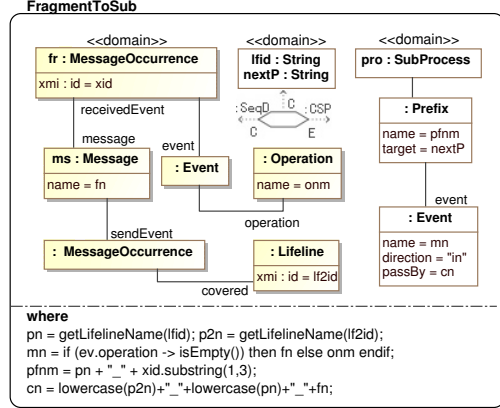 FragmentToSub
<<domain>> <<domain>> <<domain>>
fr : MessageOccurrence
xmi : id = xid
lfid : String
nextP : String
pro : SubProcess
:SeqD C :CSP
C E
receivedEvent
message
event
ms : Message
name = fn
: Event
: Operation
name = onm
operation
sendEvent
: MessageOccurrence
: Lifeline
xmi : id = lf2id
covered
: Prefix
name = pfnm
target = nextP
event
: Event
name = mn
direction = "in"
passBy = cn
where
pn = getLifelineName(lfid); p2n = getLifelineName(lf2id);
mn = if (ev.operation -> isEmpty()) then fn else onm endif;
pfnm = pn + "_" + xid.substring(1,3);
cn = lowercase(p2n)+"_"+lowercase(pn)+"_"+fn;